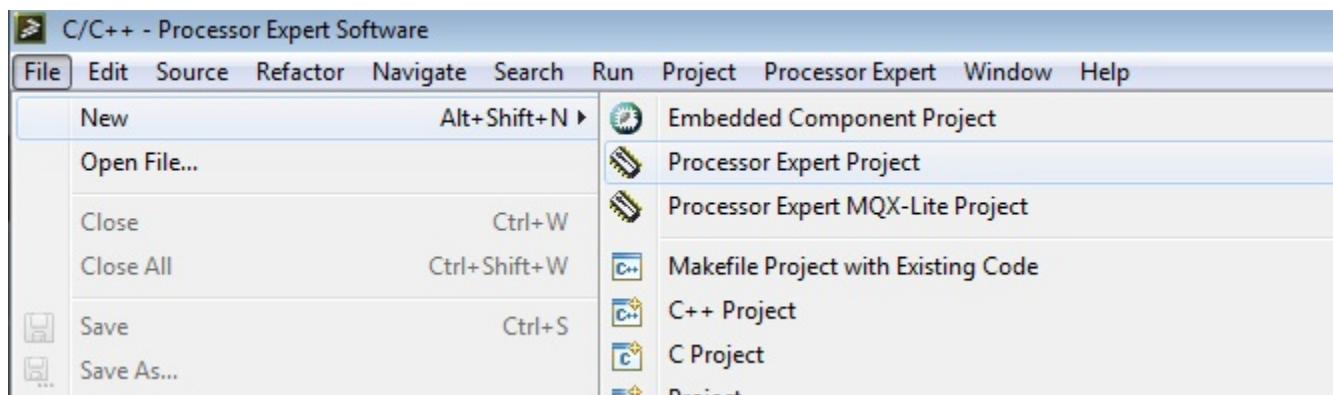 C/C++ - Processor Expert Software
File Edit Source Refactor Navigate Search Run Project Processor Expert Window Help
New Alt+Shift+N
Open File...
Close Ctrl+W
Close All Ctrl+Shift+W
Save Ctrl+S
Save As...
Embedded Component Project
Processor Expert Project
Processor Expert MQX-Lite Project
Makefile Project with Existing Code
C++ Project
C Project